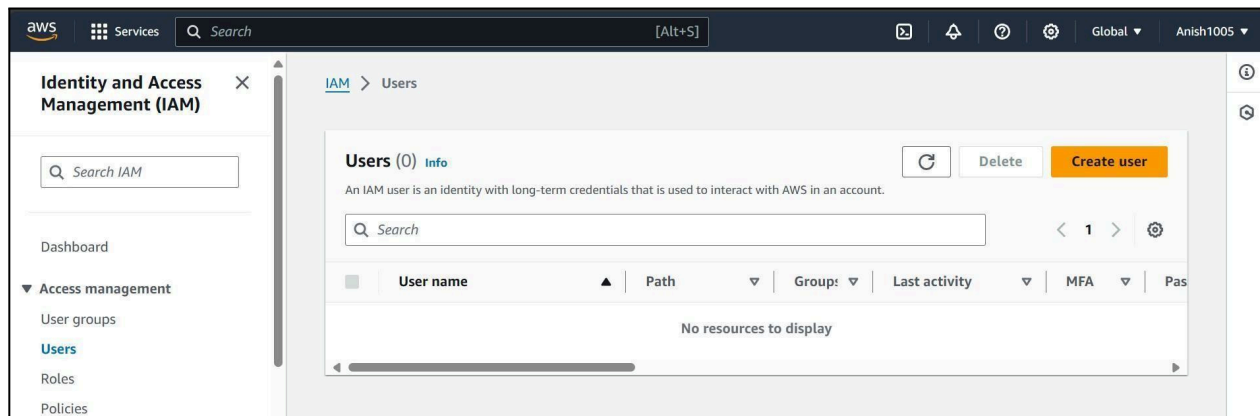 aws Services Search [Alt+S] Global Anish1005
Identity and Access
Management (IAM)
Search IAM
Dashboard
Access management
User groups
Users
Roles
Policies
IAM > Users
Users (0) Info Delete Create user
An IAM user is an identity with long-term credentials that is used to interact with AWS in an account.
Search < 1 >
User name Path Groups Last activity MFA Pas
No resources to display